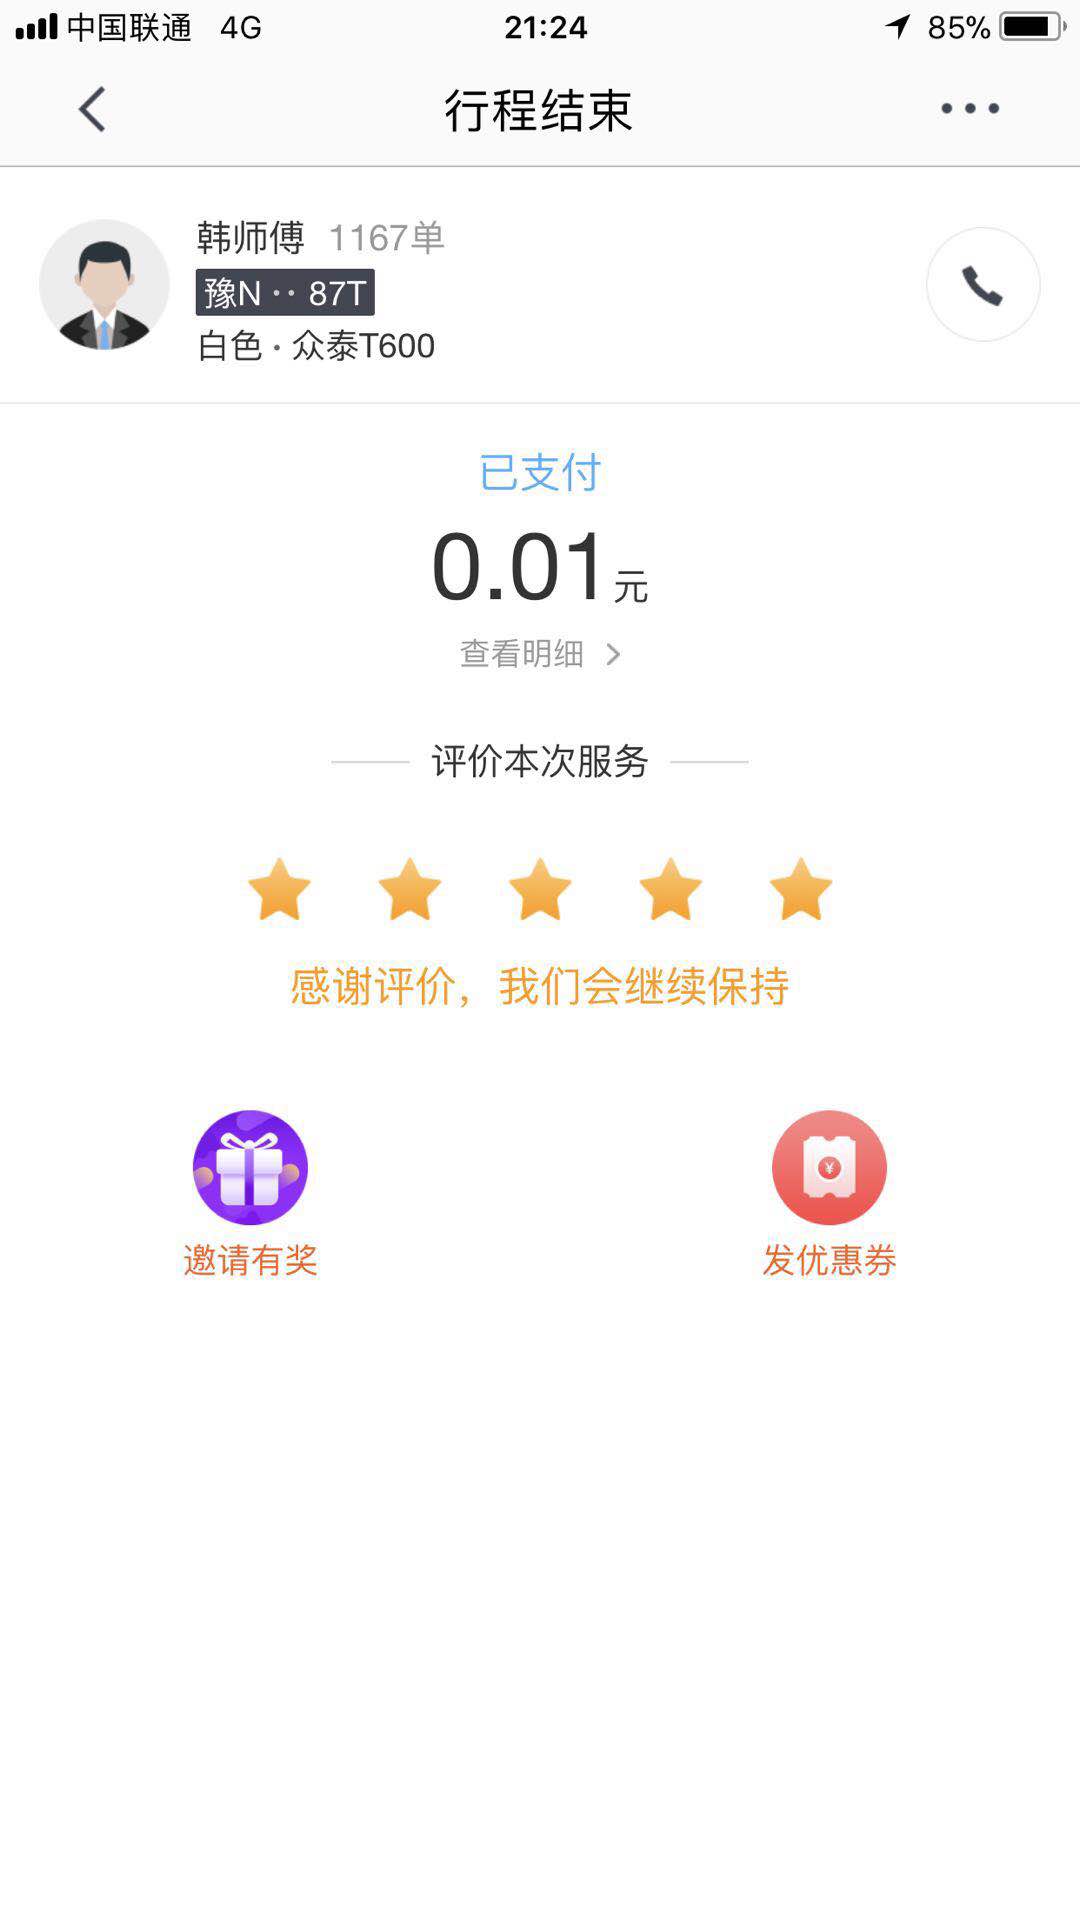 中国联通 4G 21:24 85%
行程结束
韩师傅 1167单
豫N·· 87T
白色·众泰T600
已支付
0.01元
查看明细
评价本次服务
感谢评价，我们会继续保持
¥
邀请有奖 发优惠券